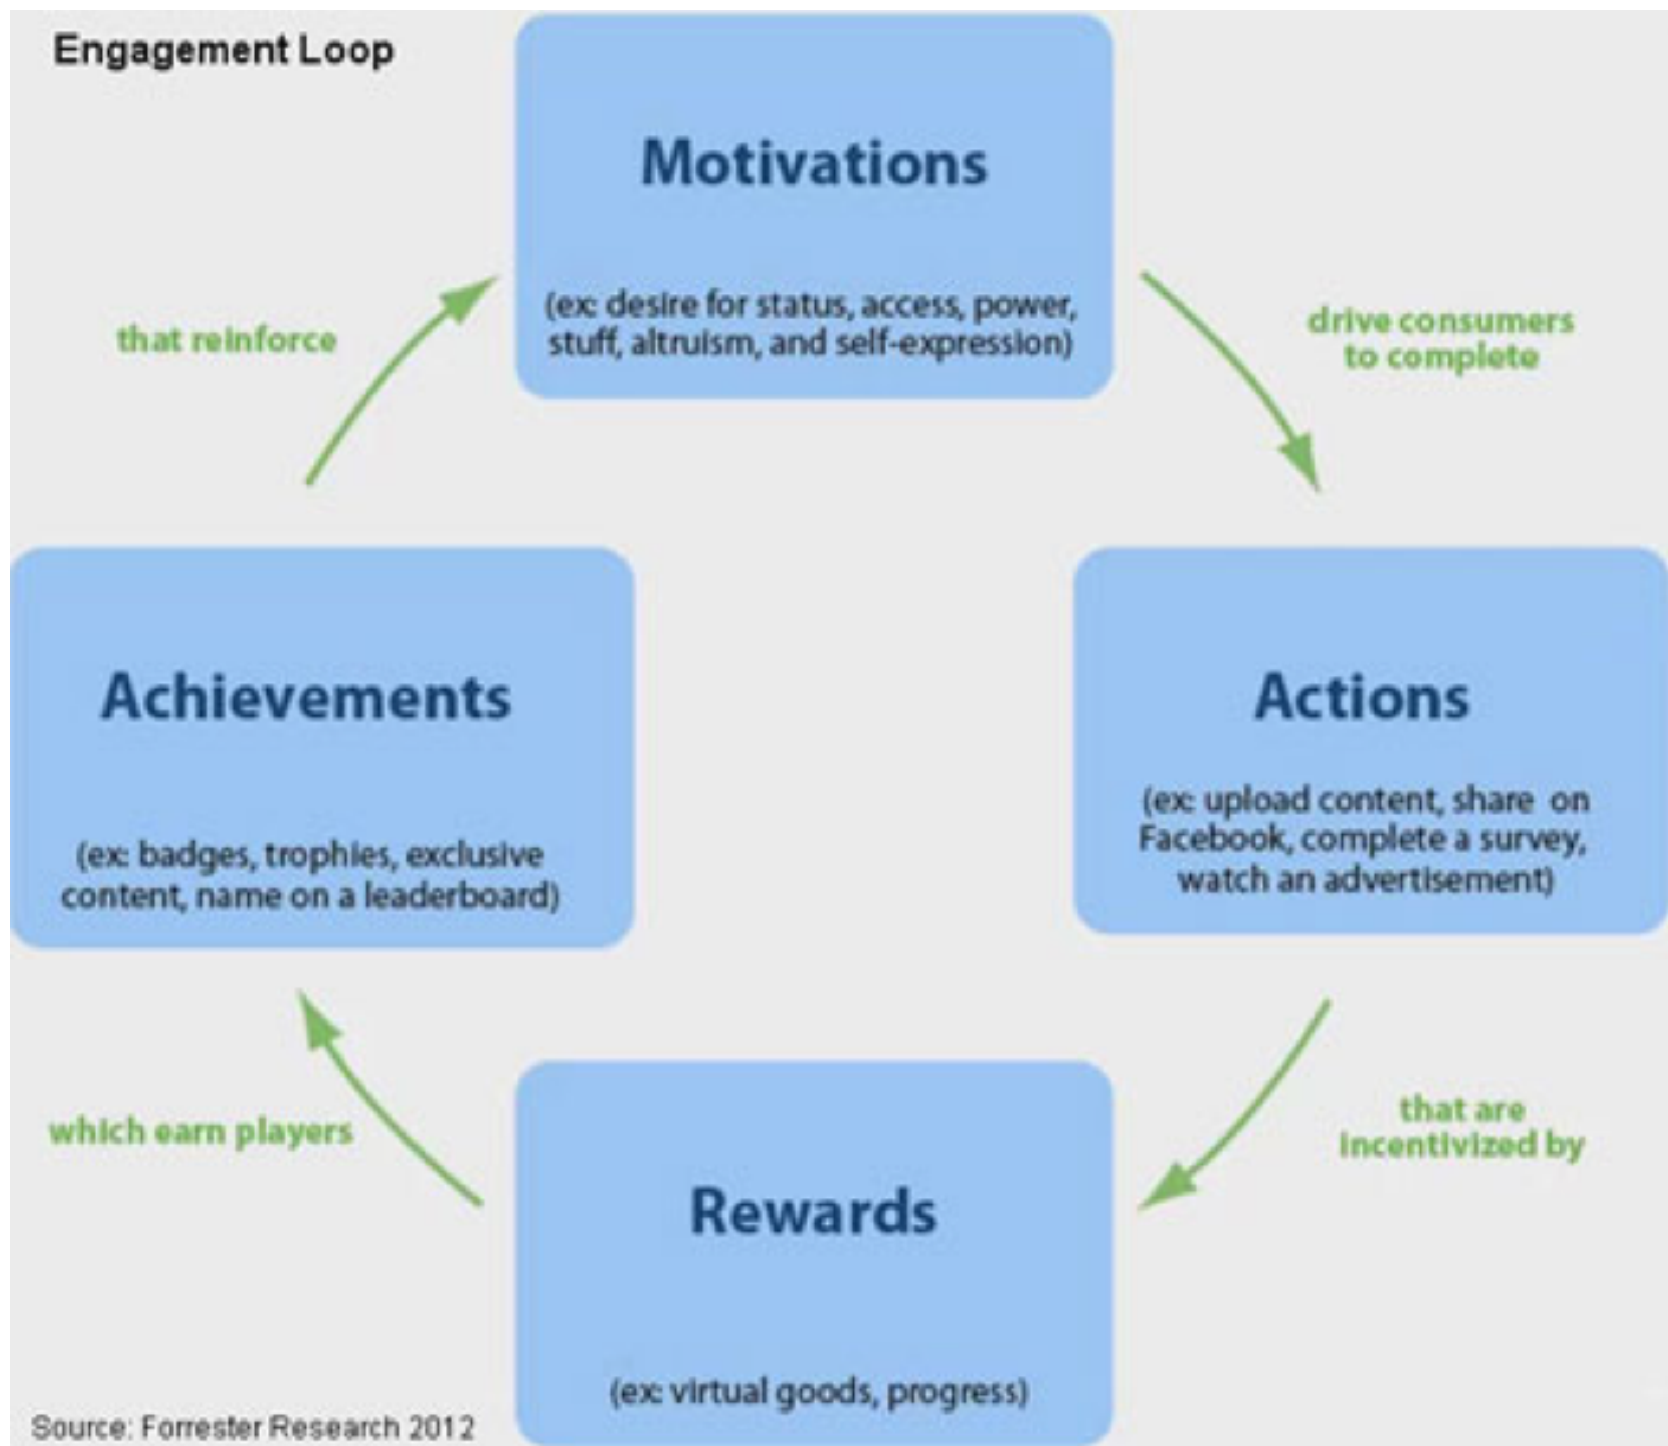 Engagement Loop
Motivations
(ex: desire for status, access, power,
stuff, altruism, and self-expression)
drive consumers
to complete
Actions
(ex: upload content, share on
Facebook, complete a survey,
watch an advertisement)
that are
incentivized by
Rewards
(ex: virtual goods, progress)
which earn players
Achievements
(ex: badges, trophies, exclusive
content, name on a leaderboard)
that reinforce
Source: Forrester Research 2012